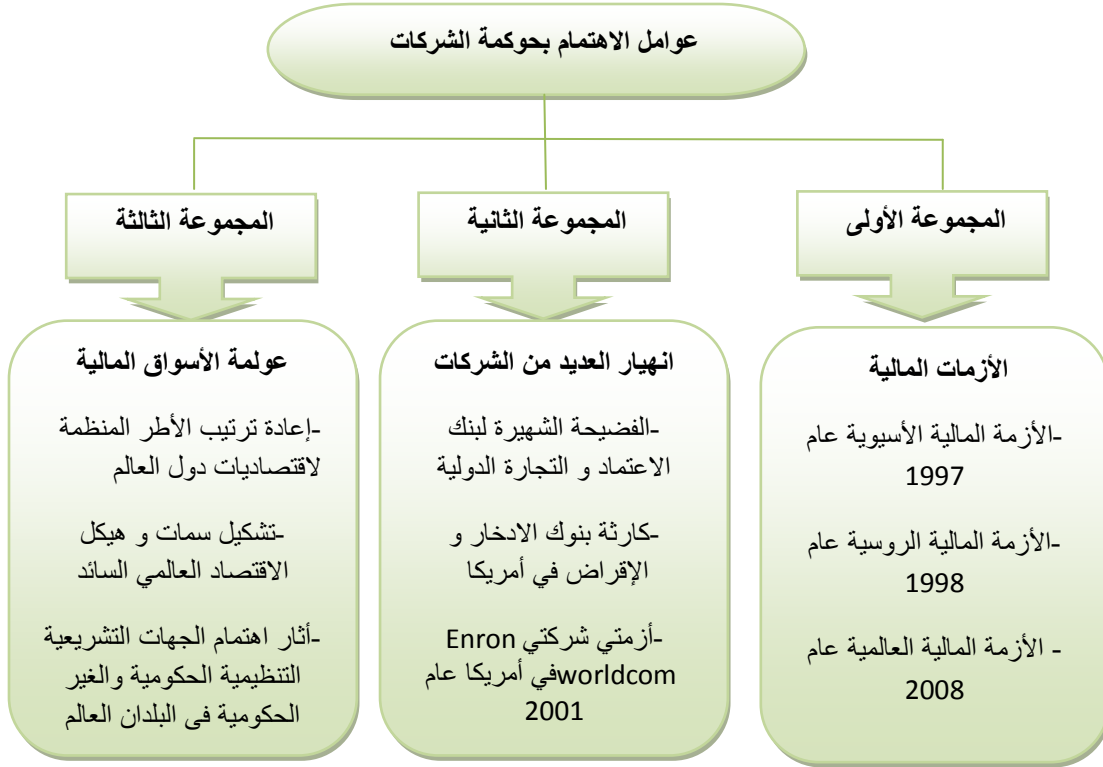 عوامل الاهتمام بحوكمة الشركات
المجموعة الأولى
المجموعة الثانية
المجموعة الثالثة
الأزمات المالية
-الأزمة المالية الأسيوية عام
1997
-الأزمة المالية الروسية عام
1998
- الأزمة المالية العالمية عام
2008
انهيار العديد من الشركات
-الفضيحة الشهيرة لبنك
الاعتماد و التجارة الدولية
-كارثة بنوك الادخار و
الإقراض في أمريكا
-أزمتي شركتي Enron
worldcomفي أمريكا عام
2001
عولمة الأسواق المالية
-إعادة ترتيب الأطر المنظمة
لاقتصاديات دول العالم
-تشكيل سمات و هيكل
الاقتصاد العالمي السائد
-أثار اهتمام الجهات التشريعية
التنظيمية الحكومية والغير
الحكومية فى البلدان العالم